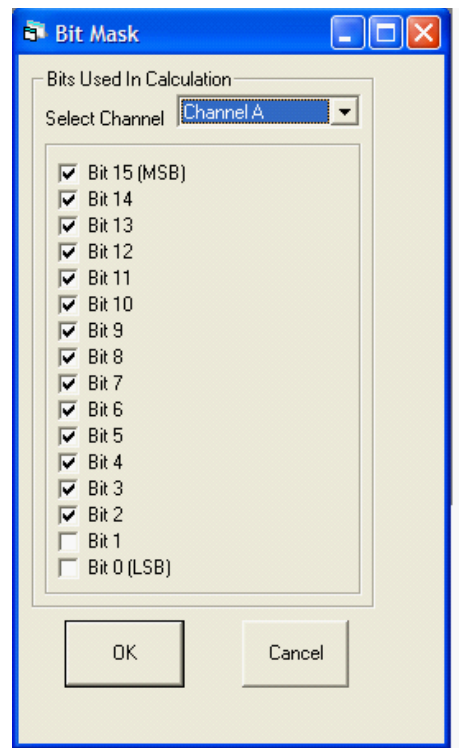 Bit Mask
Bits Used In Calculation
Select Channel Channel A
Bit 15 (MSB)
Bit 14
Bit 13
Bit 12
Bit 11
Bit 10
Bit 9
Bit 8
Bit 7
Bit 6
Bit 5
Bit 4
Bit 3
Bit 2
Bit 1
Bit 0 (LSB)
OK Cancel